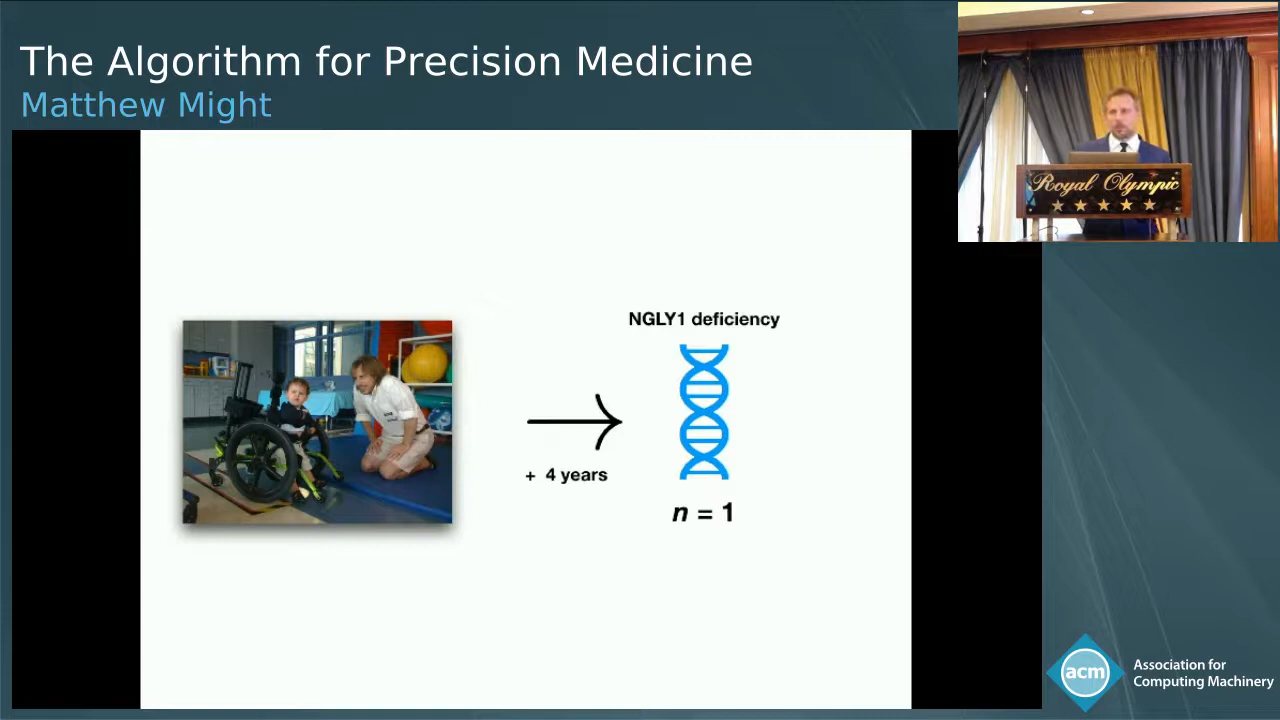 The Algorithm for Precision Medicine
Matthew Might
Royal Olympic
NGLY1 deficiency
+ 4 years
n = 1
acm
Association for
Computing Machinery